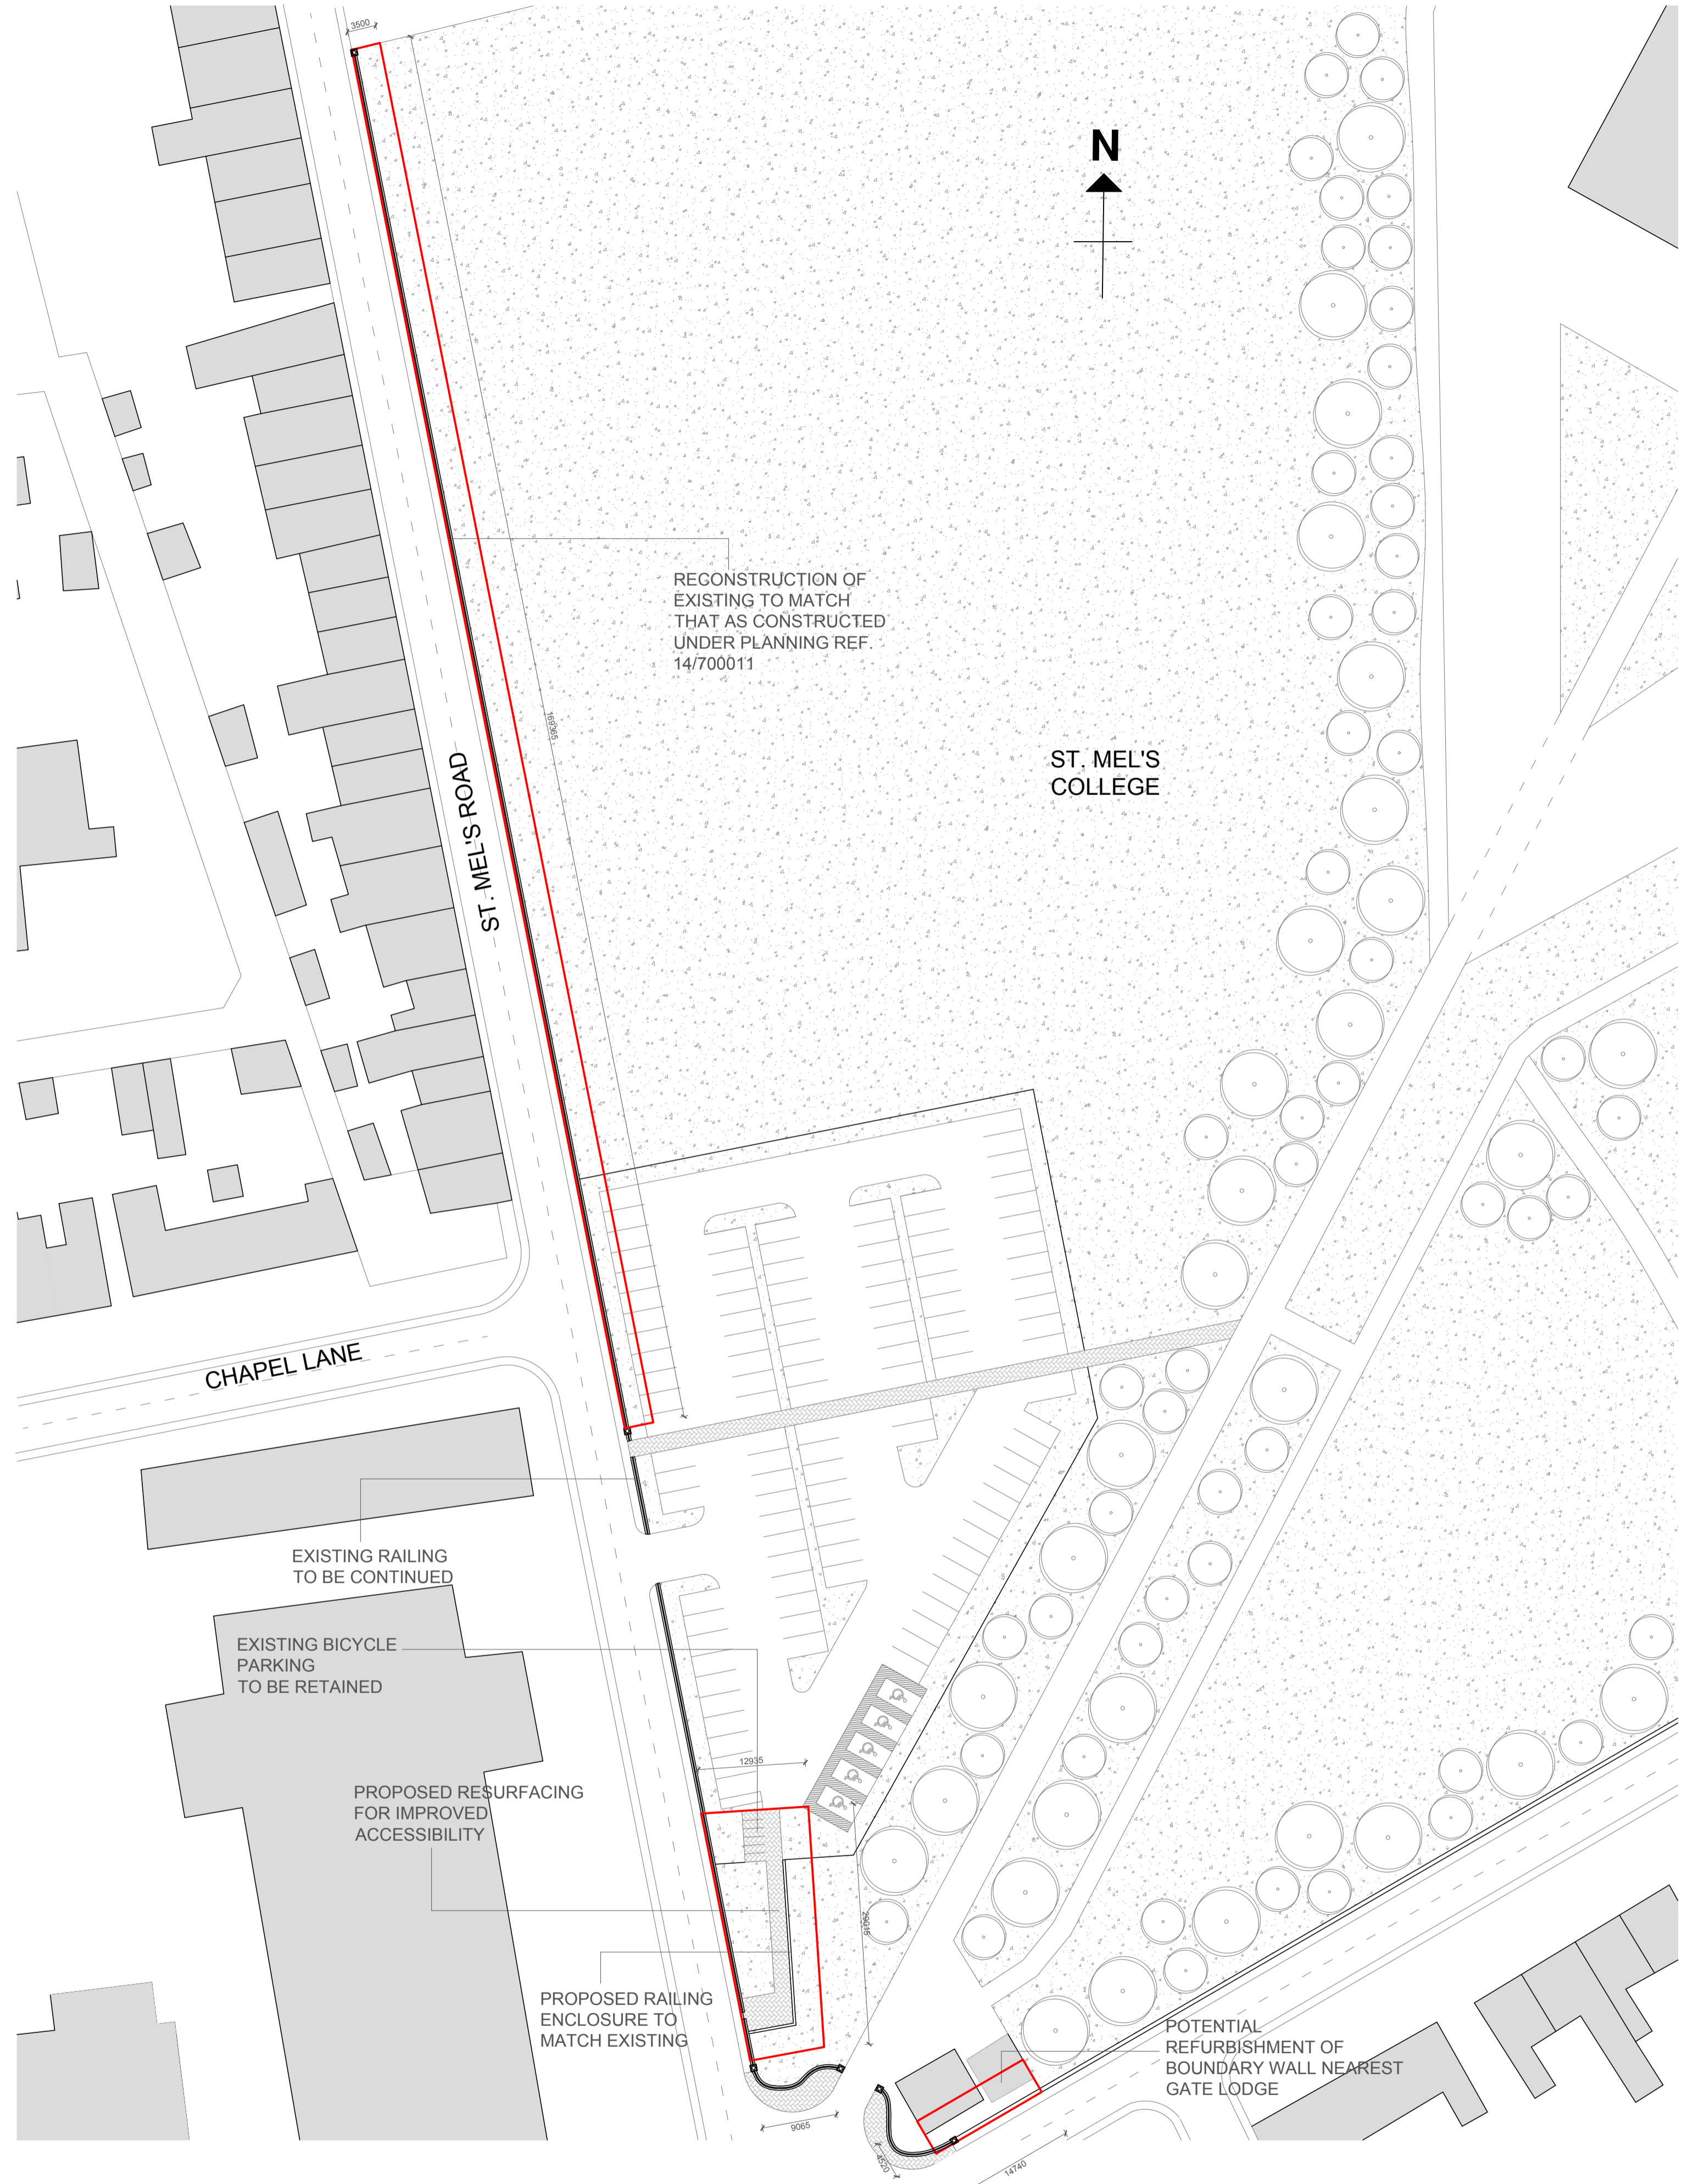 3500
N
RECONSTRUCTION OF
EXISTING TO MATCH
THAT AS CONSTRUCTED
UNDER PLANNING REF.
14/700011
169365
ST. MEL'S ROAD
ST. MEL'S
COLLEGE
CHAPEL LANE
EXISTING RAILING
TO BE CONTINUED
EXISTING BICYCLE
PARKING
TO BE RETAINED
12935
PROPOSED RESURFACING
FOR IMPROVED
ACCESSIBILITY
PROPOSED RAILING
ENCLOSURE TO
MATCH EXISTING
POTENTIAL
REFURBISHMENT OF
BOUNDARY WALL NEAREST
GATE LODGE
9065
4520
14740